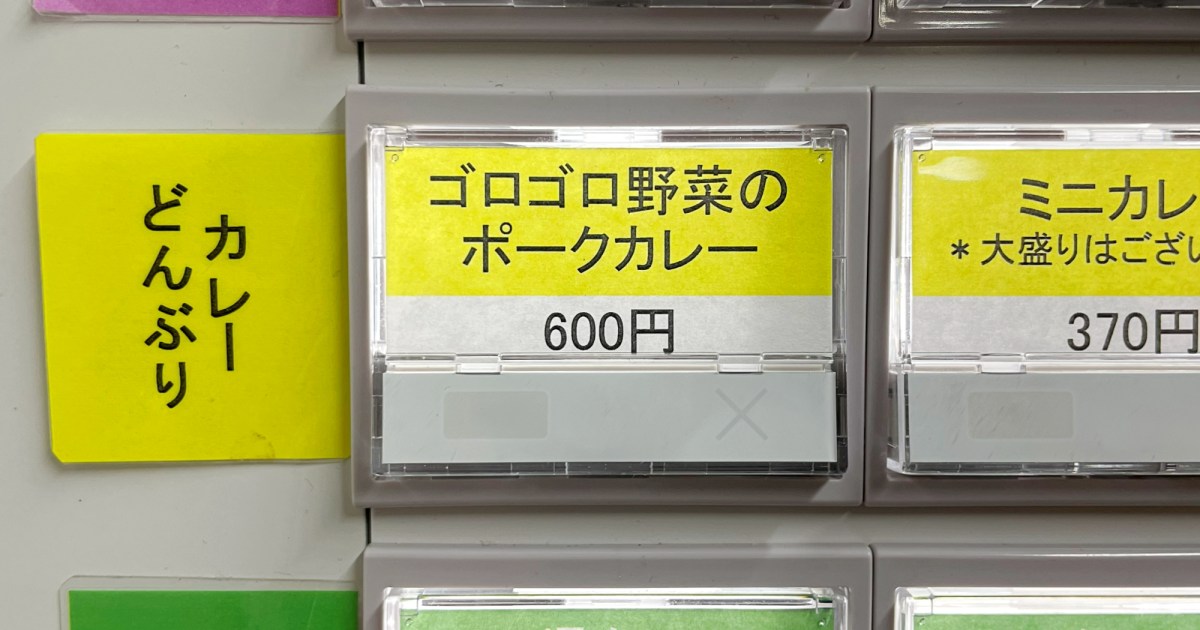 カレー
どんぶり
ゴロゴロ野菜の
ポークカレー
600円
ミニカレ
*大盛りはござい
370円